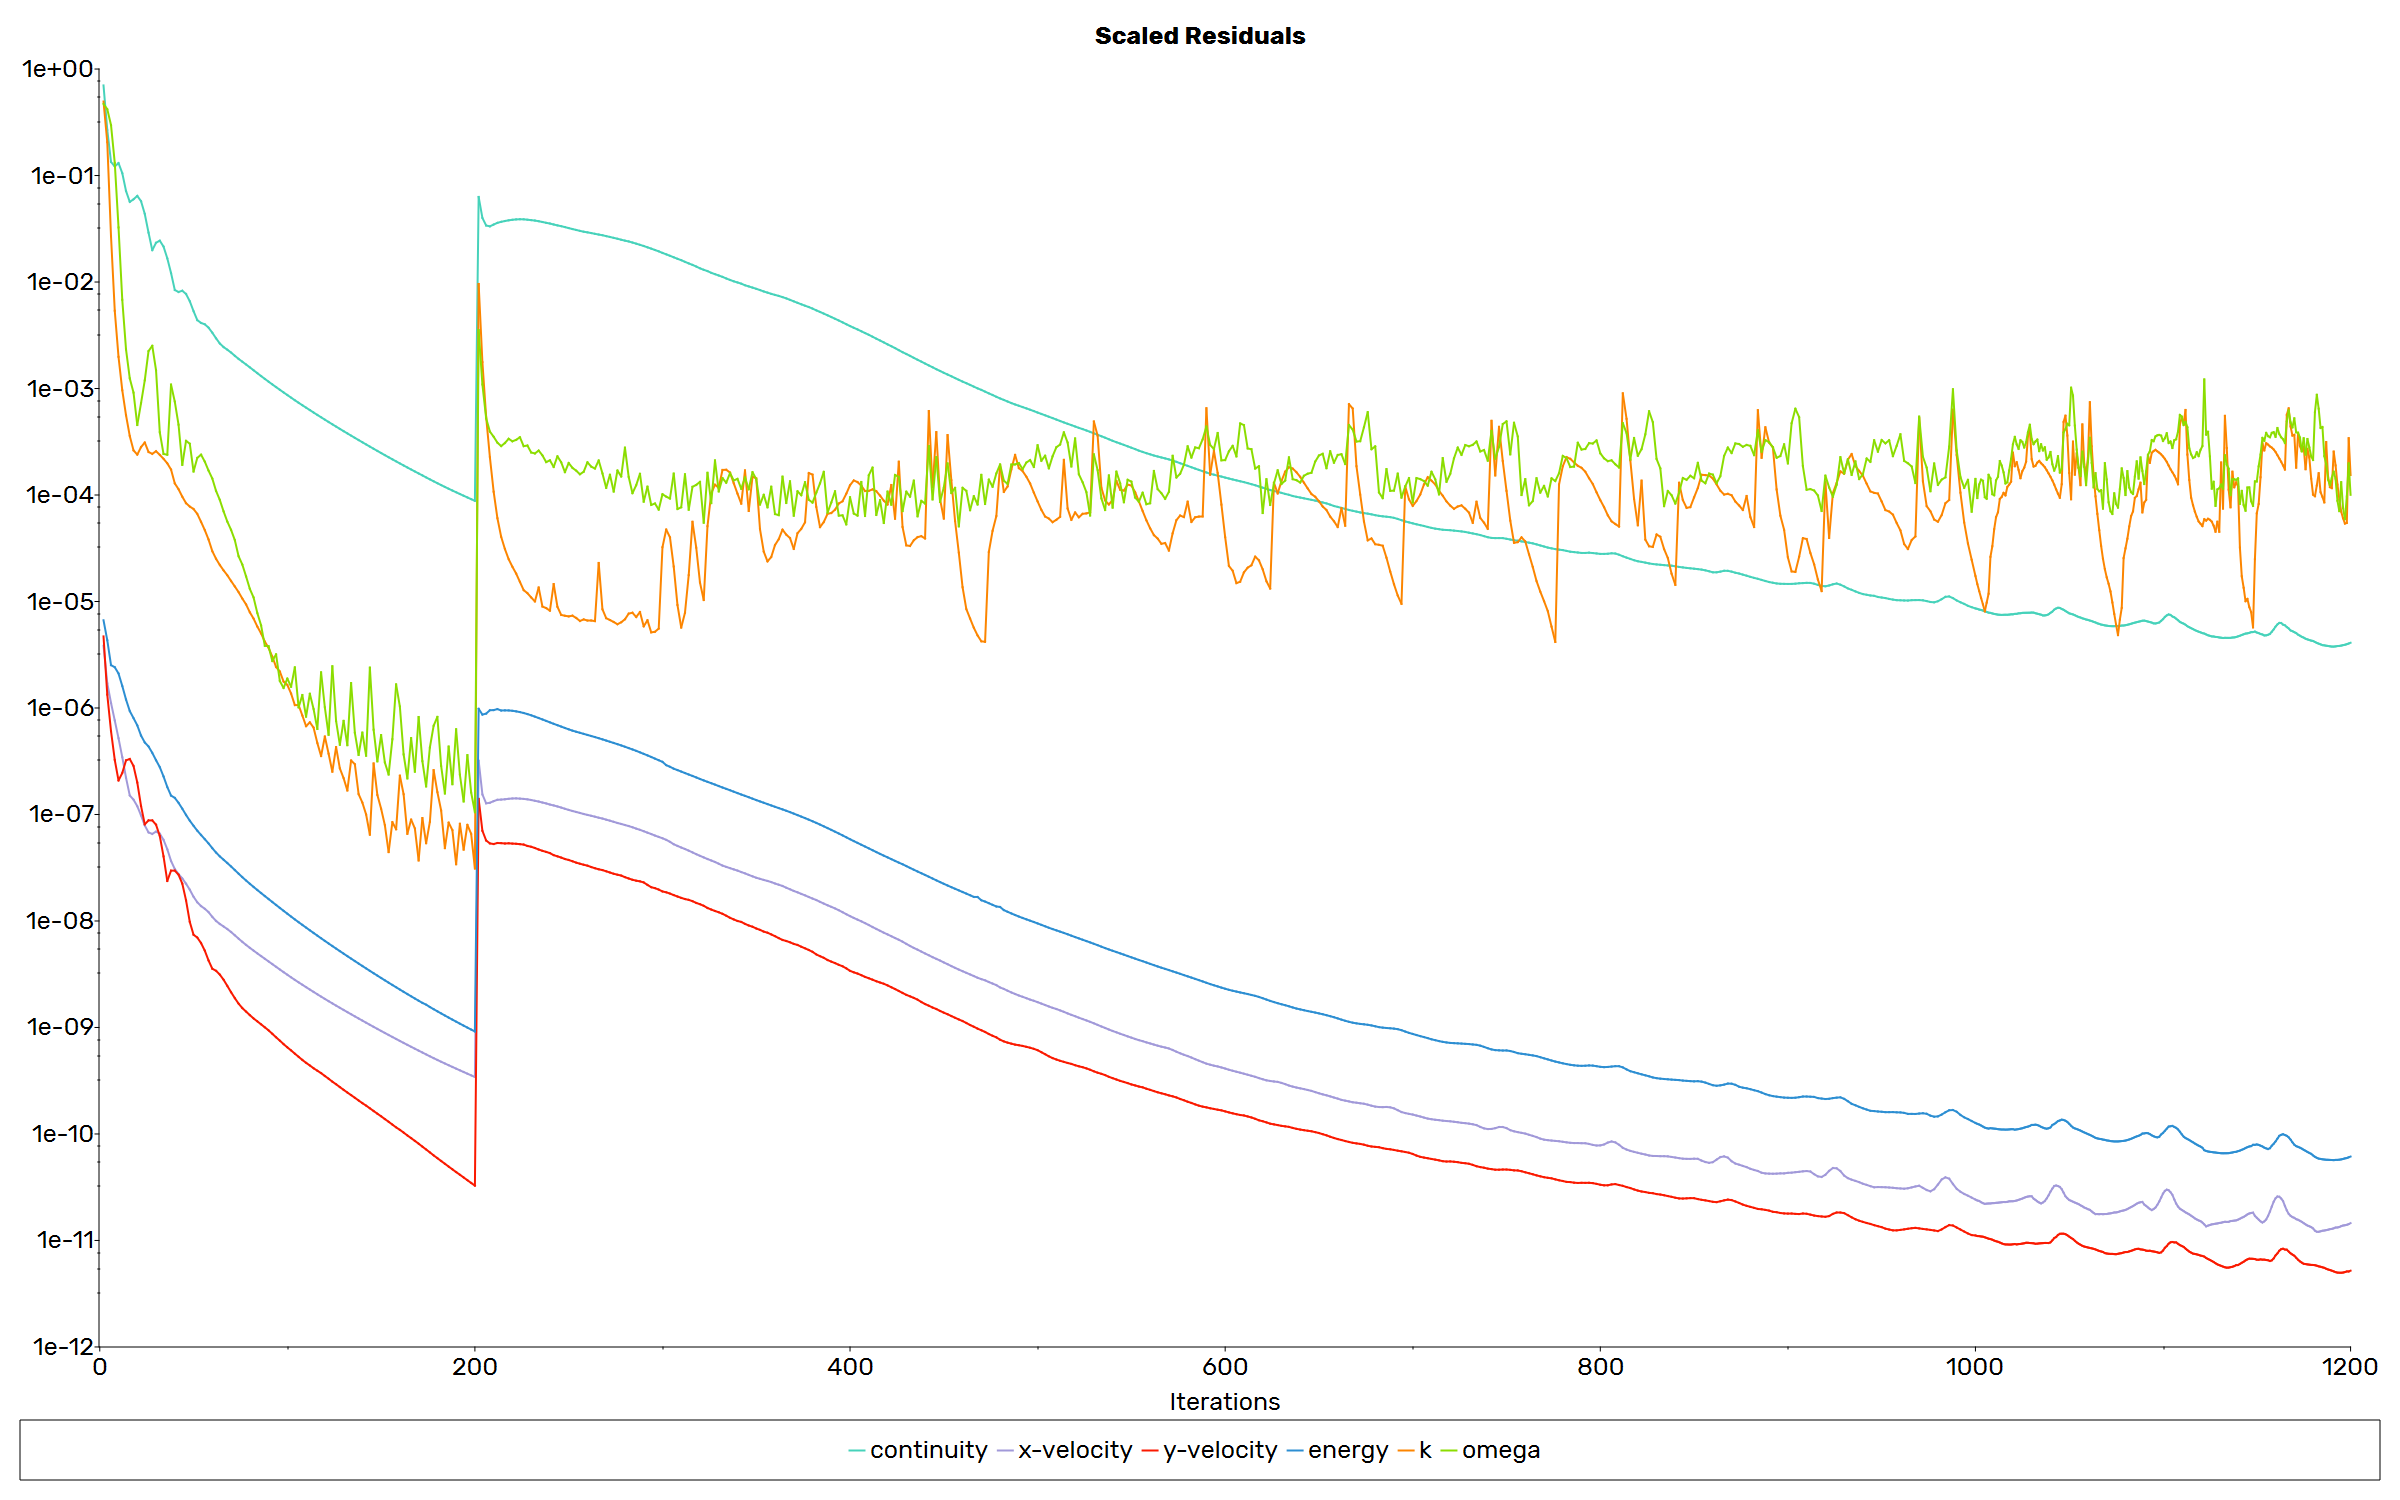 Scaled Residuals
1e+00
1e-01
1e-02
1e-03
1e-04
1e-05
1e-06
1e-07
1e-08
1e-09
1e-10
1e-11
1e-12
0 200 400 600 800 1000 1200
Iterations
continuity x-velocity y-velocity energy k omega